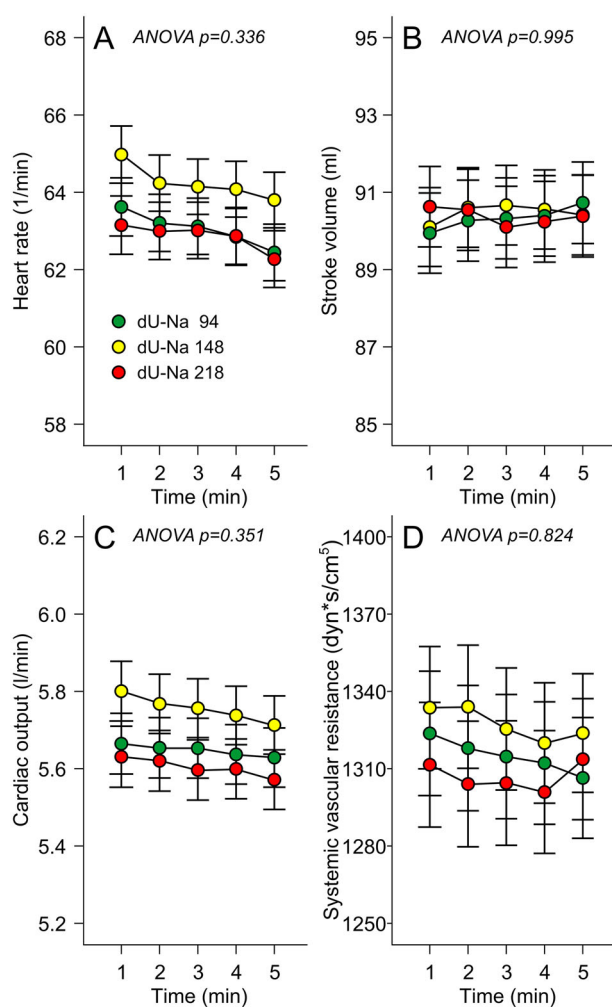 A ANOVA p=0.336
Heart rate (1/min)
68
66
64
62
60
58
dU-Na 94
dU-Na 148
dU-Na 218
1 2 3 4 5
Time (min)
B ANOVA p=0.995
Stroke volume (ml)
95
93
91
89
87
85
1 2 3 4 5
Time (min)
C ANOVA p=0.351
Cardiac output (l/min)
6.2
6.0
5.8
5.6
5.4
5.2
1 2 3 4 5
Time (min)
D ANOVA p=0.824
Systemic vascular resistance (dyn*s/cm⁵)
1400
1370
1340
1310
1280
1250
1 2 3 4 5
Time (min)